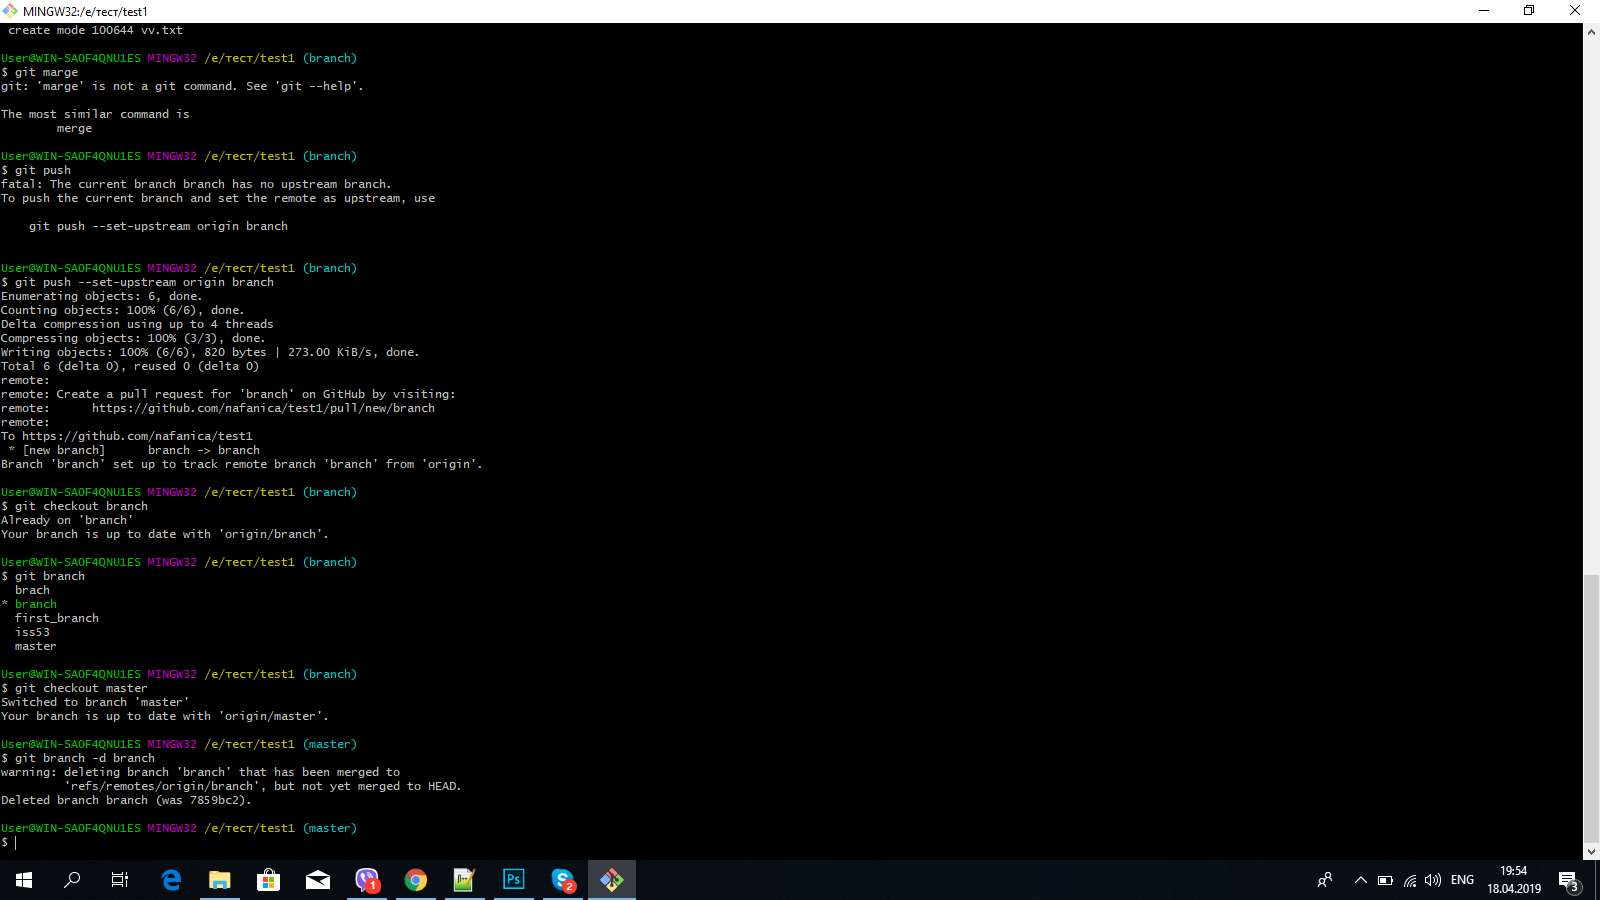 MINGW32:/e/тест/test1
create mode 100644 vv.txt
User@WIN-SAOF4QNU1ES MINGW32 /e/тест/test1 (branch)
$ git marge
git: 'marge' is not a git command. See 'git --help'.
The most similar command is
merge
User@WIN-SAOF4QNU1ES MINGW32 /e/тест/test1 (branch)
$ git push
fatal: The current branch branch has no upstream branch.
To push the current branch and set the remote as upstream, use
git push --set-upstream origin branch
User@WIN-SAOF4QNU1ES MINGW32 /e/тест/test1 (branch)
$ git push --set-upstream origin branch
Enumerating objects: 6, done.
Counting objects: 100% (6/6), done.
Delta compression using up to 4 threads
Compressing objects: 100% (3/3), done.
Writing objects: 100% (6/6), 820 bytes | 273.00 KiB/s, done.
Total 6 (delta 0), reused 0 (delta 0)
remote:
remote: Create a pull request for 'branch' on GitHub by visiting:
remote:      https://github.com/nafanica/test1/pull/new/branch
remote:
To https://github.com/nafanica/test1
* [new branch]      branch -> branch
Branch 'branch' set up to track remote branch 'branch' from 'origin'.
User@WIN-SAOF4QNU1ES MINGW32 /e/тест/test1 (branch)
$ git checkout branch
Already on 'branch'
Your branch is up to date with 'origin/branch'.
User@WIN-SAOF4QNU1ES MINGW32 /e/тест/test1 (branch)
$ git branch
brach
* branch
first_branch
iss53
master
User@WIN-SAOF4QNU1ES MINGW32 /e/тест/test1 (branch)
$ git checkout master
Switched to branch 'master'
Your branch is up to date with 'origin/master'.
User@WIN-SAOF4QNU1ES MINGW32 /e/тест/test1 (master)
$ git branch -d branch
warning: deleting branch 'branch' that has been merged to
'refs/remotes/origin/branch', but not yet merged to HEAD.
Deleted branch branch (was 7859bc2).
User@WIN-SAOF4QNU1ES MINGW32 /e/тест/test1 (master)
$
1
Ps
2
ENG
19:54
18.04.2019
3